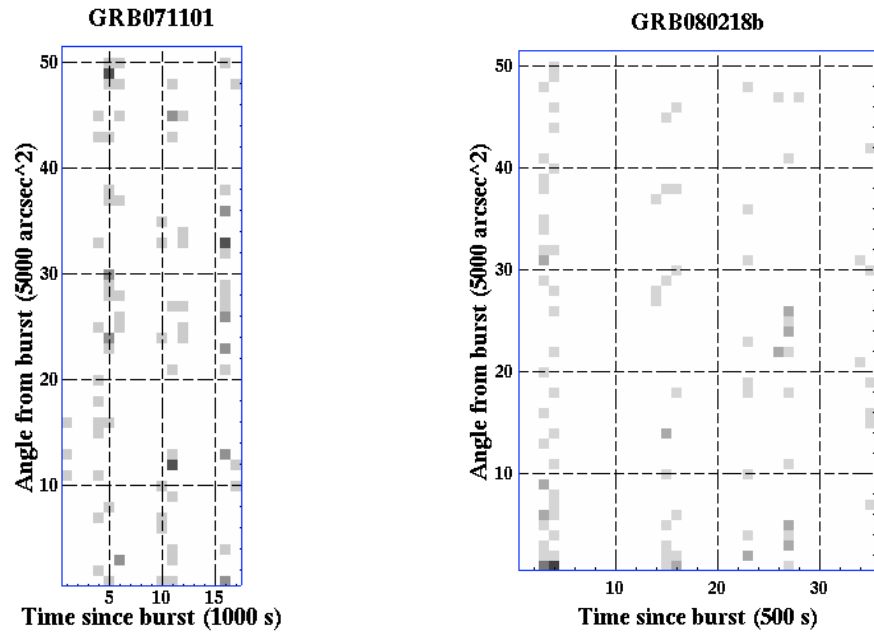 GRB071101
50
40
30
20
10
5 10 15
Angle from burst (5000 arcsec^2)
Time since burst (1000 s)
GRB080218b
50
40
30
20
10
10 20 30
Angle from burst (5000 arcsec^2)
Time since burst (500 s)